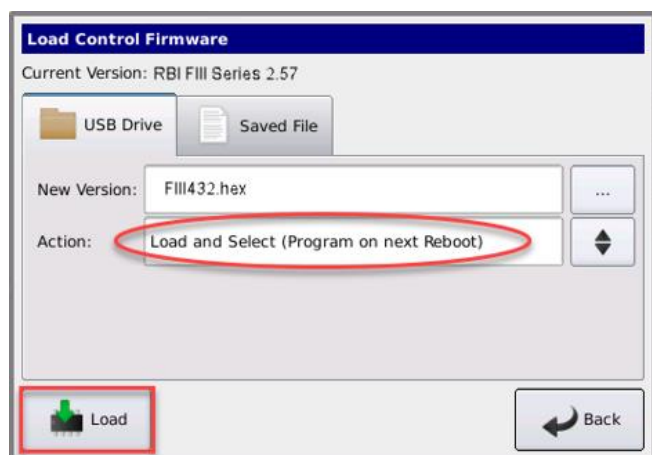 Load Control Firmware
Current Version: RBI FIII Series 2.57
USB Drive
Saved File
New Version: FIII432.hex ...
Action: Load and Select (Program on next Reboot)
Load
Back